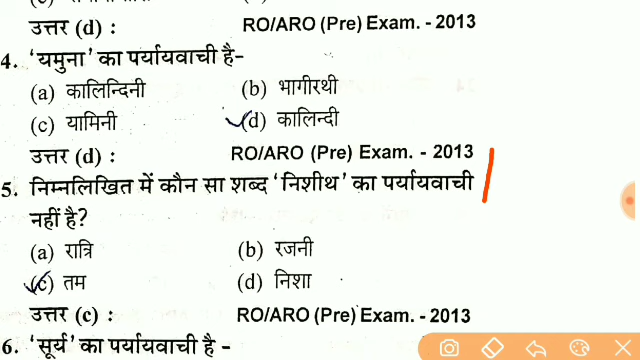 उत्तर (d) : RO/ARO (Pre) Exam. - 2013
4. ‘यमुना’ का पर्यायवाची है-
(a) कालिन्दिनी (b) भागीरथी
(c) यामिनी (d) कालिन्दी
उत्तर (d) : RO/ARO (Pre) Exam. - 2013
5. निम्नलिखित में कौन सा शब्द ‘निशीथ’ का पर्यायवाची
नहीं है?
(a) रात्रि (b) रजनी
(c) तम (d) निशा
उत्तर (c) : RO/ARO (Pre) Exam. - 2013
6. ‘सूर्य’ का पर्यायवाची है -